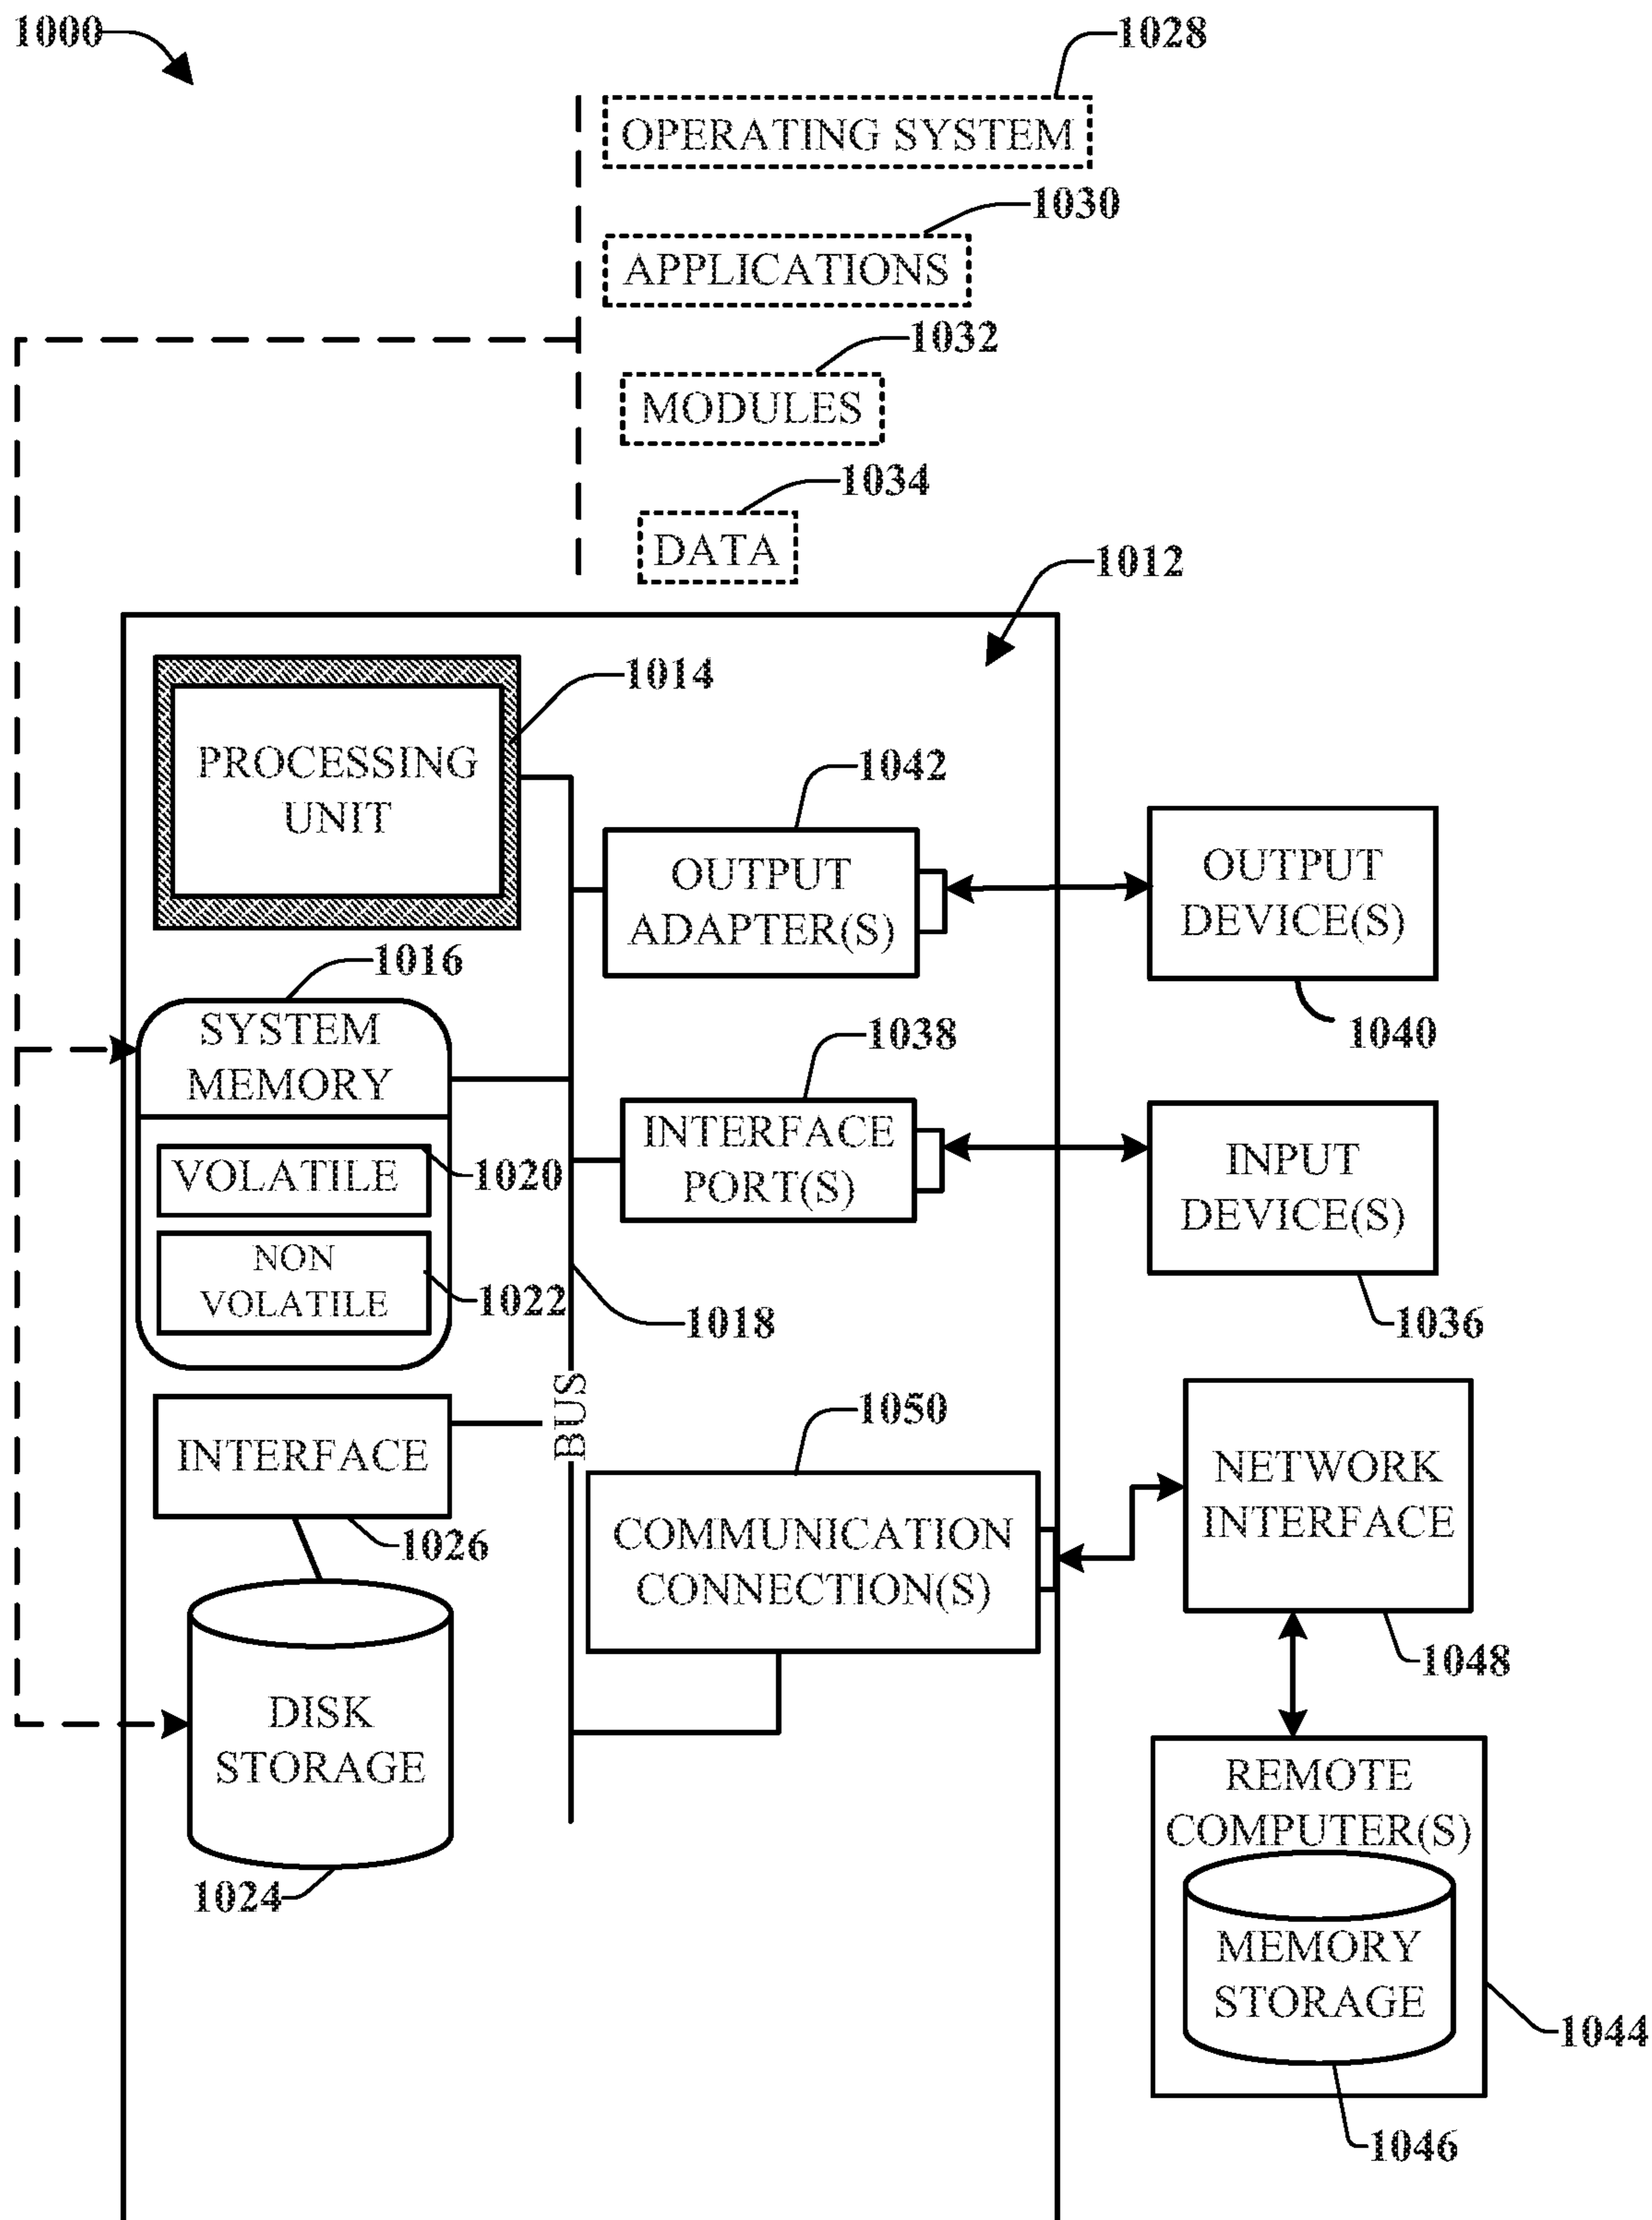 1000
1028
OPERATING SYSTEM
1030
APPLICATIONS
1032
MODULES
1034
DATA
1012
1014
PROCESSING
UNIT
1042
OUTPUT
ADAPTER(S)
OUTPUT
DEVICE(S)
1040
1016
SYSTEM
MEMORY
1038
INTERFACE
PORT(S)
INPUT
DEVICE(S)
1036
VOLATILE
1020
NON
VOLATILE
1022
1018
BUS
INTERFACE
1026
1050
COMMUNICATION
CONNECTION(S)
NETWORK
INTERFACE
1048
DISK
STORAGE
1024
REMOTE
COMPUTER(S)
MEMORY
STORAGE
1044
1046